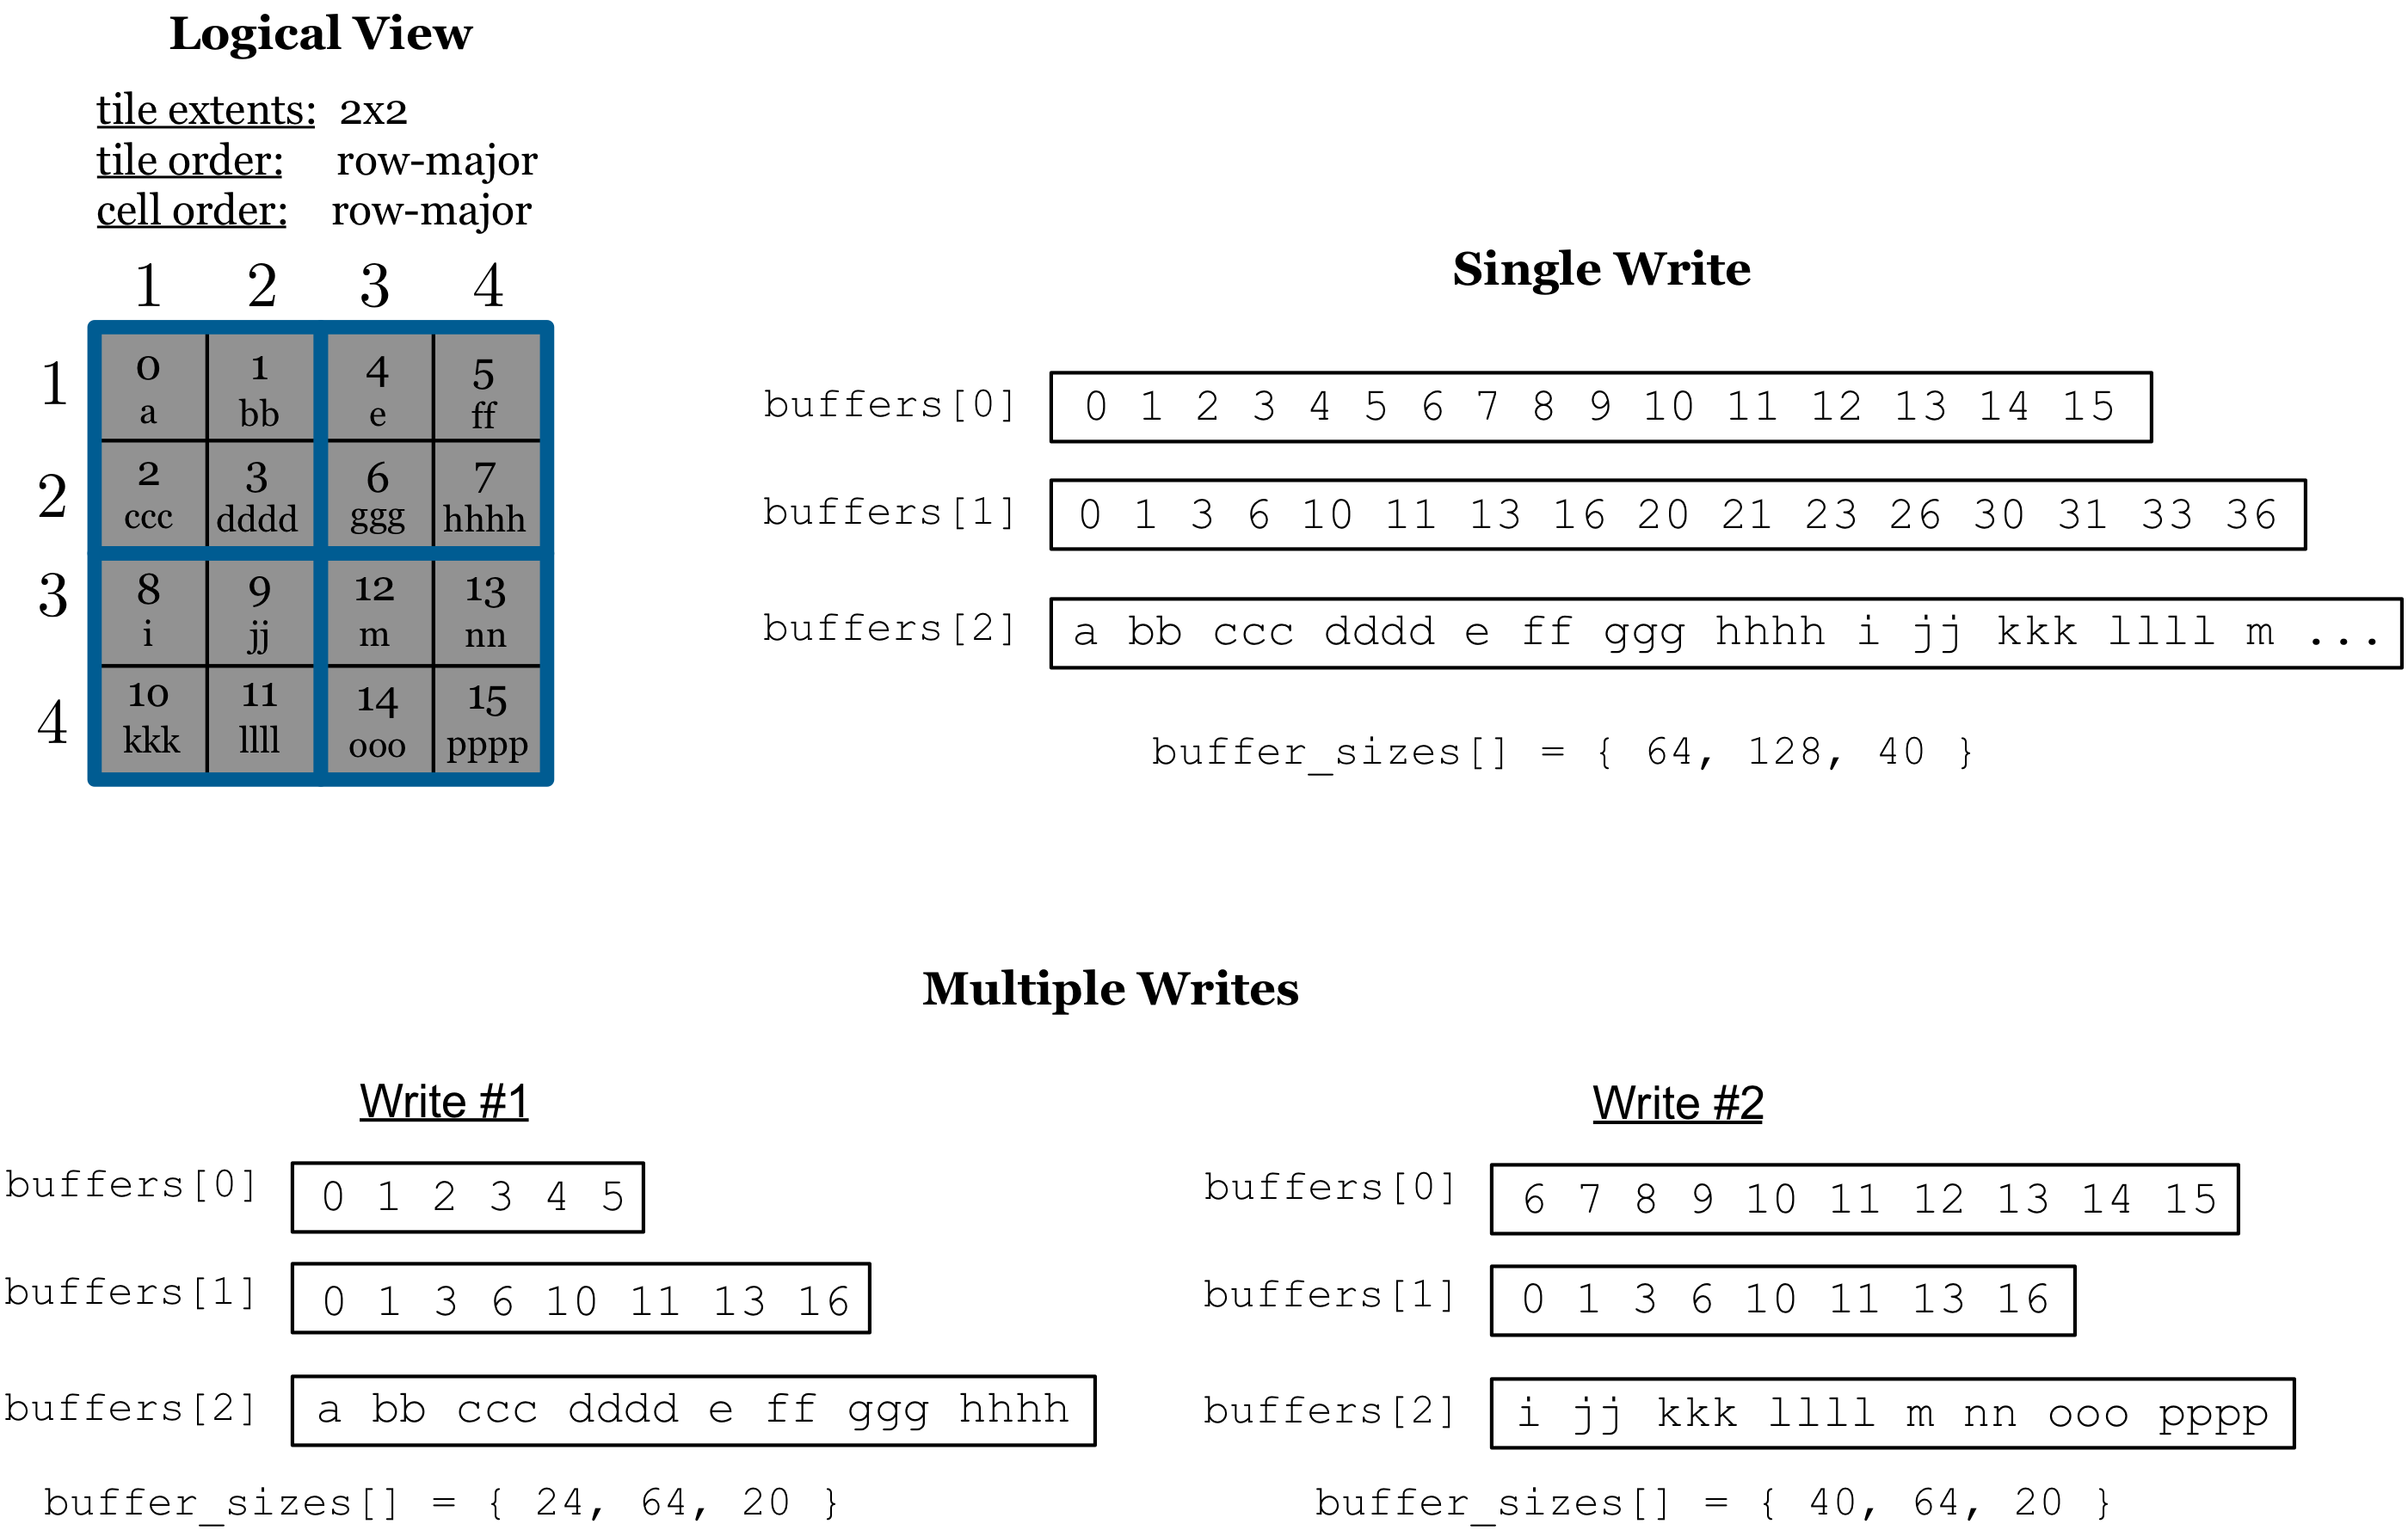 Logical View
tile extents: 2x2
tile order: row-major
cell order: row-major
1 2 3 4
1 0 1 4 5
a bb e ff
2 2 3 6 7
ccc dddd ggg hhhh
3 8 9 12 13
i jj m nn
4 10 11 14 15
kkk llll ooo pppp
Single Write
buffers[0] 0 1 2 3 4 5 6 7 8 9 10 11 12 13 14 15
buffers[1] 0 1 3 6 10 11 13 16 20 21 23 26 30 31 33 36
buffers[2] a bb ccc dddd e ff ggg hhhh i jj kkk llll m ...
buffer_sizes[] = { 64, 128, 40 }
Multiple Writes
Write #1
buffers[0] 0 1 2 3 4 5
buffers[1] 0 1 3 6 10 11 13 16
buffers[2] a bb ccc dddd e ff ggg hhhh
buffer_sizes[] = { 24, 64, 20 }
Write #2
buffers[0] 6 7 8 9 10 11 12 13 14 15
buffers[1] 0 1 3 6 10 11 13 16
buffers[2] i jj kkk llll m nn ooo pppp
buffer_sizes[] = { 40, 64, 20 }